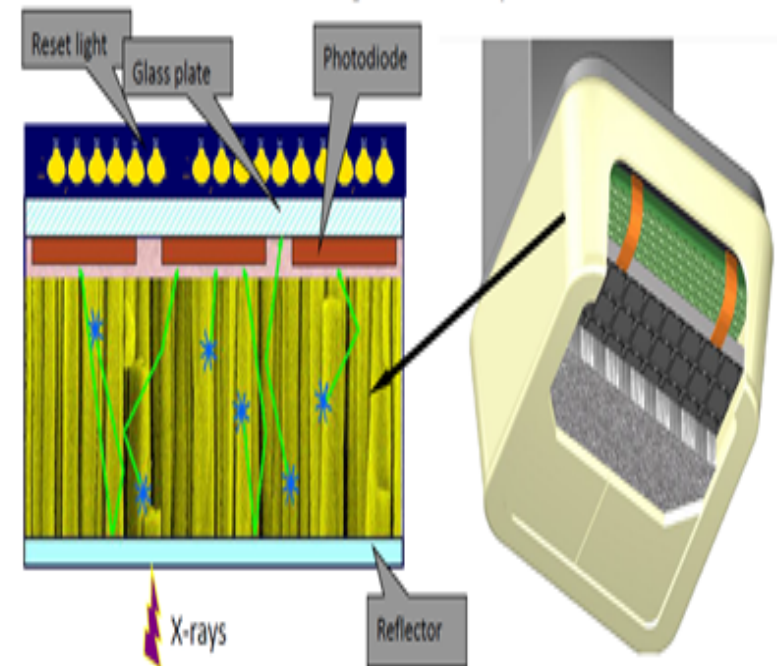 Reset light
Glass plate
Photodiode
X-rays
Reflector